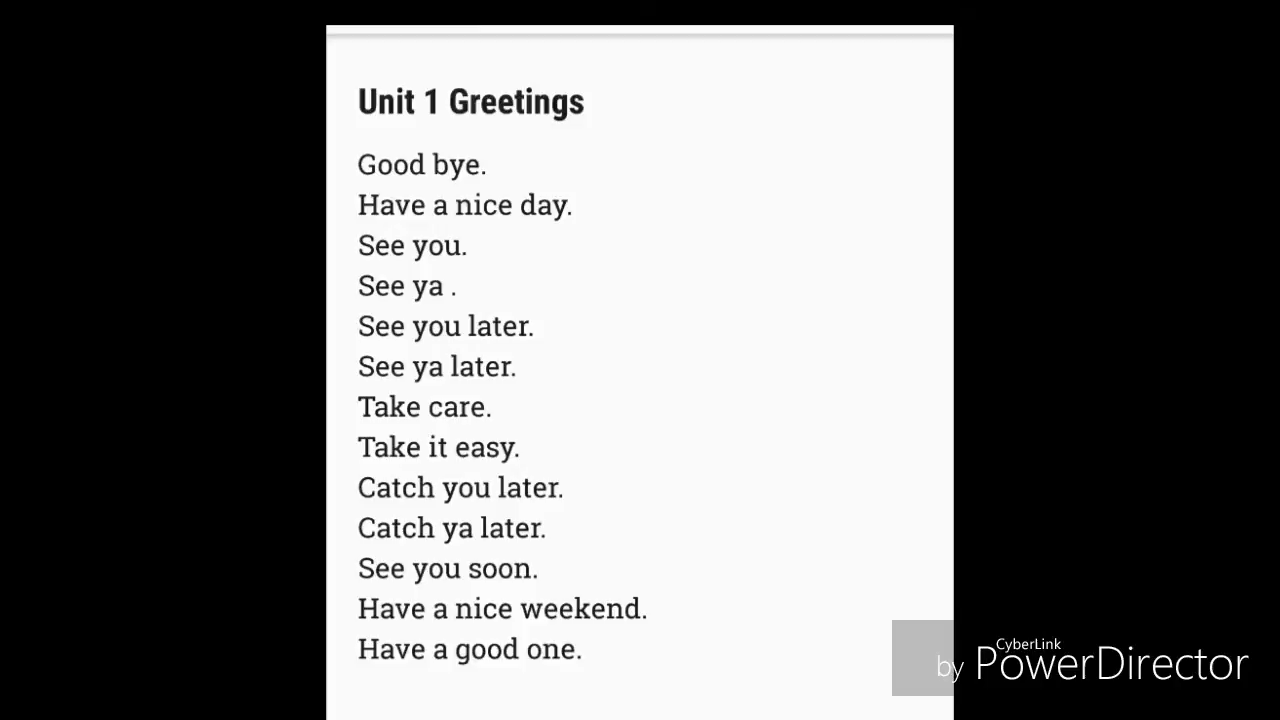 Unit 1 Greetings
Good bye.
Have a nice day.
See you.
See ya .
See you later.
See ya later.
Take care.
Take it easy.
Catch you later.
Catch ya later.
See you soon.
Have a nice weekend.
Have a good one.
CyberLink
by PowerDirector